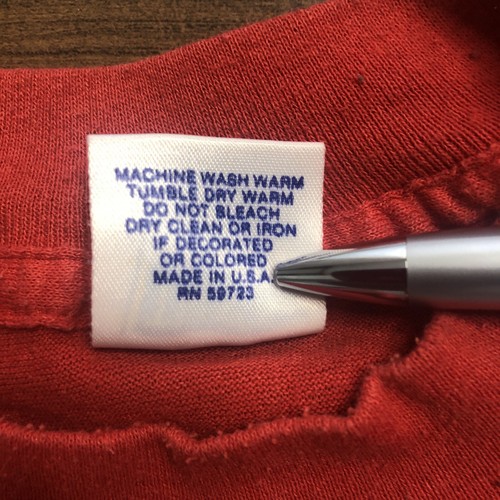 MACHINE WASH WARM
TUMBLE DRY WARM
DO NOT BLEACH
DRY CLEAN OR IRON
IF DECORATED
OR COLORED
MADE IN U.S.A.
RN 59723